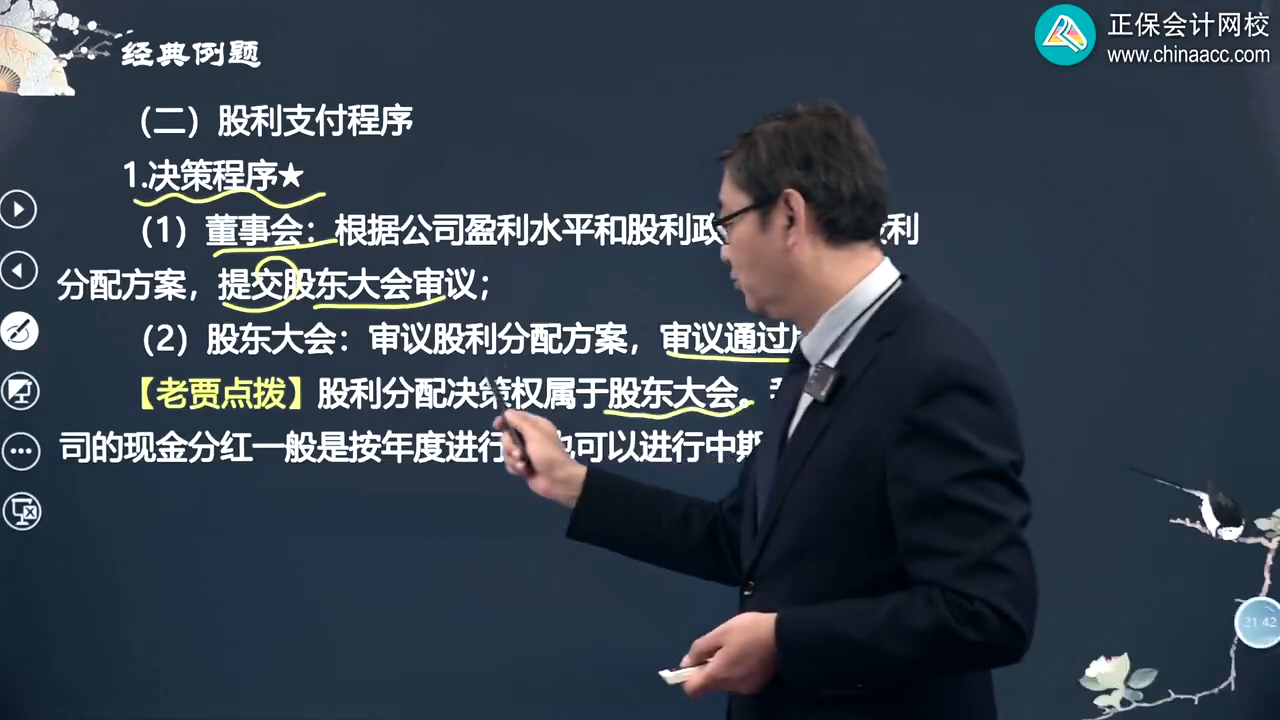 经典例题
正保会计网校
www.chinaacc.com
（二）股利支付程序
1.决策程序★
（1）董事会：根据公司盈利水平和股利政
利
分配方案，提交股东大会审议；
（2）股东大会：审议股利分配方案，审议通过
【老贾点拨】股利分配决策权属于股东大会。
司的现金分红一般是按年度进行
也可以进行中期
21:42